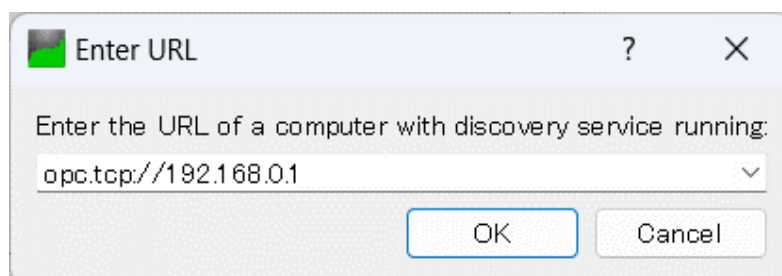 Enter URL
?
Enter the URL of a computer with discovery service running:
opc.tcp://192.168.0.1
OK
Cancel